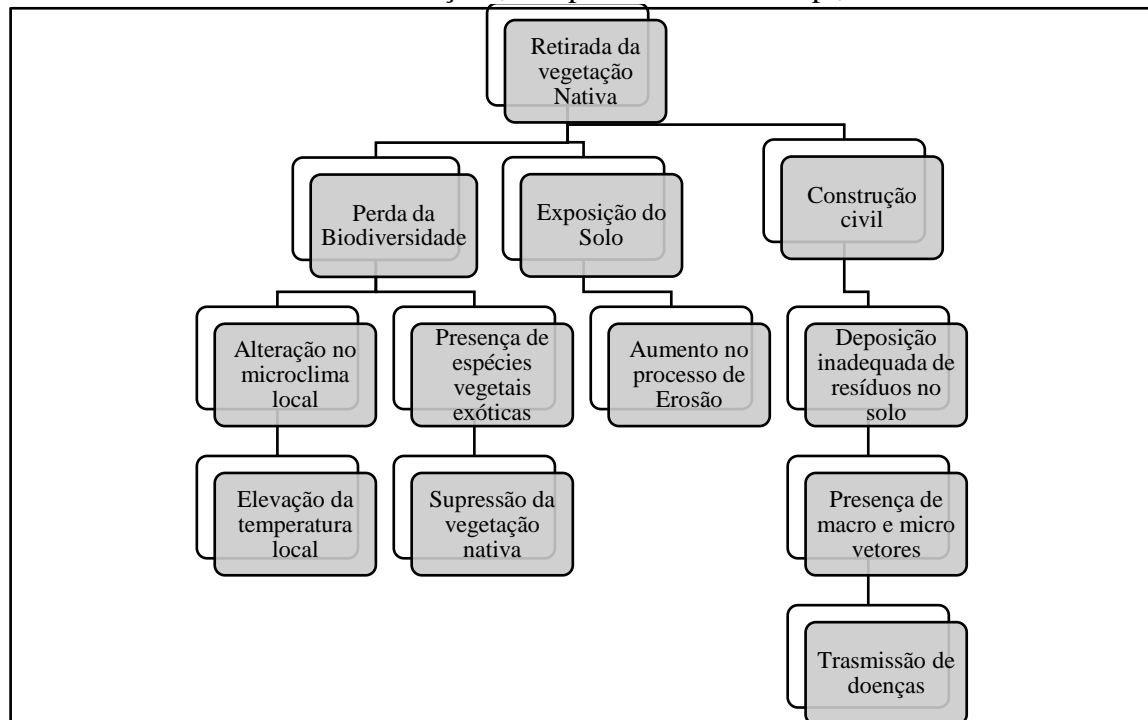 Retirada da
vegetação
Nativa
Perda da
Biodiversidade
Exposição do
Solo
Construção
civil
Alteração no
microclima
local
Presença de
espécies
vegetais
exóticas
Aumento no
processo de
Erosão
Deposição
inadequada de
resíduos no
solo
Elevação da
temperatura
local
Supressão da
vegetação
nativa
Presença de
macro e micro
vetores
Trasmissão de
doenças